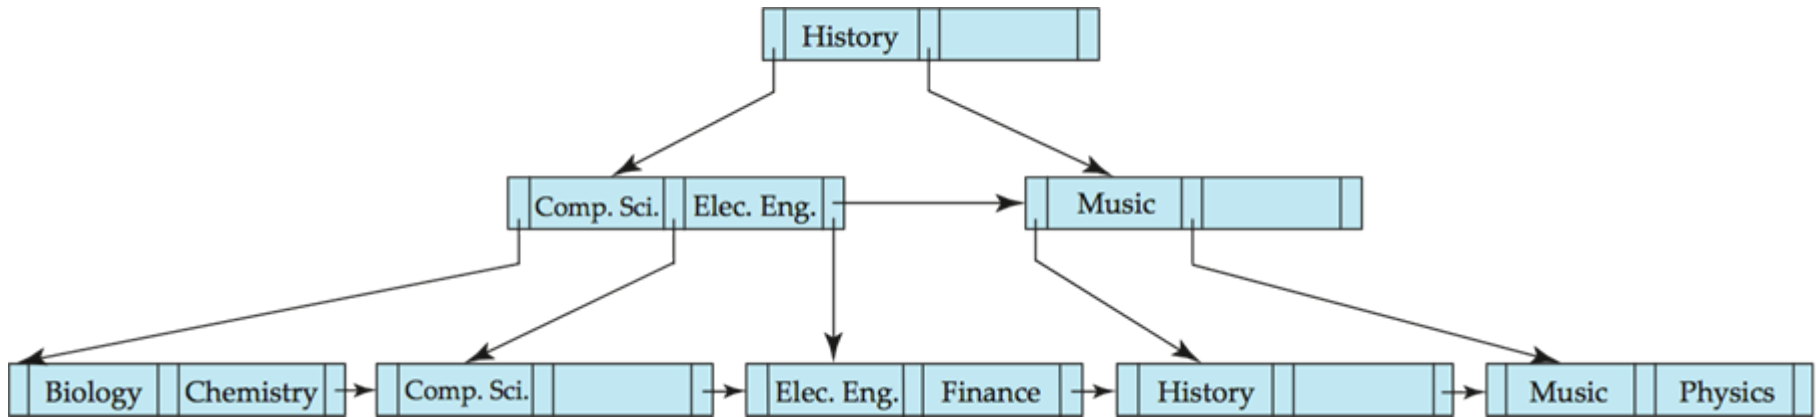 History
Comp. Sci. Elec. Eng. Music
Biology Chemistry Comp. Sci. Elec. Eng. Finance History Music Physics